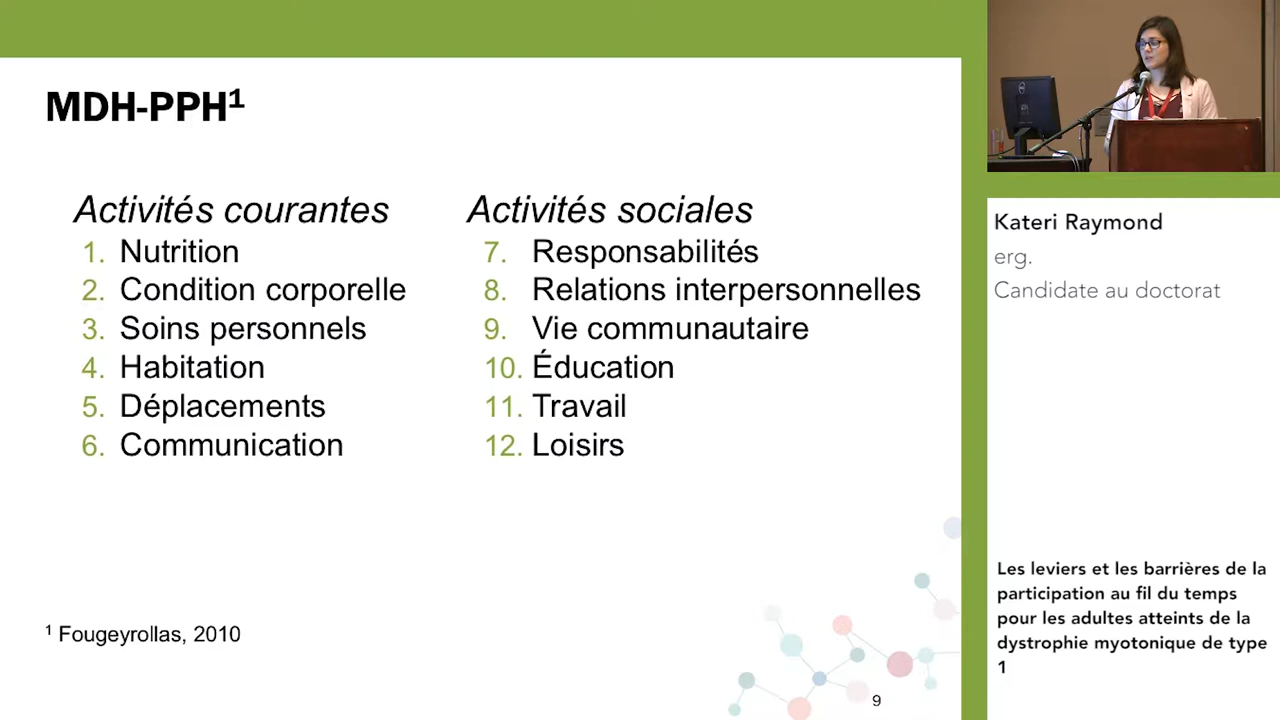 MDH-PPH¹
Activités courantes
1. Nutrition
2. Condition corporelle
3. Soins personnels
4. Habitation
5. Déplacements
6. Communication
Activités sociales
7. Responsabilités
8. Relations interpersonnelles
9. Vie communautaire
10. Éducation
11. Travail
12. Loisirs
¹ Fougeyrollas, 2010
9
Kateri Raymond
erg.
Candidate au doctorat
Les leviers et les barrières de la
participation au fil du temps
pour les adultes atteints de la
dystrophie myotonique de type
1